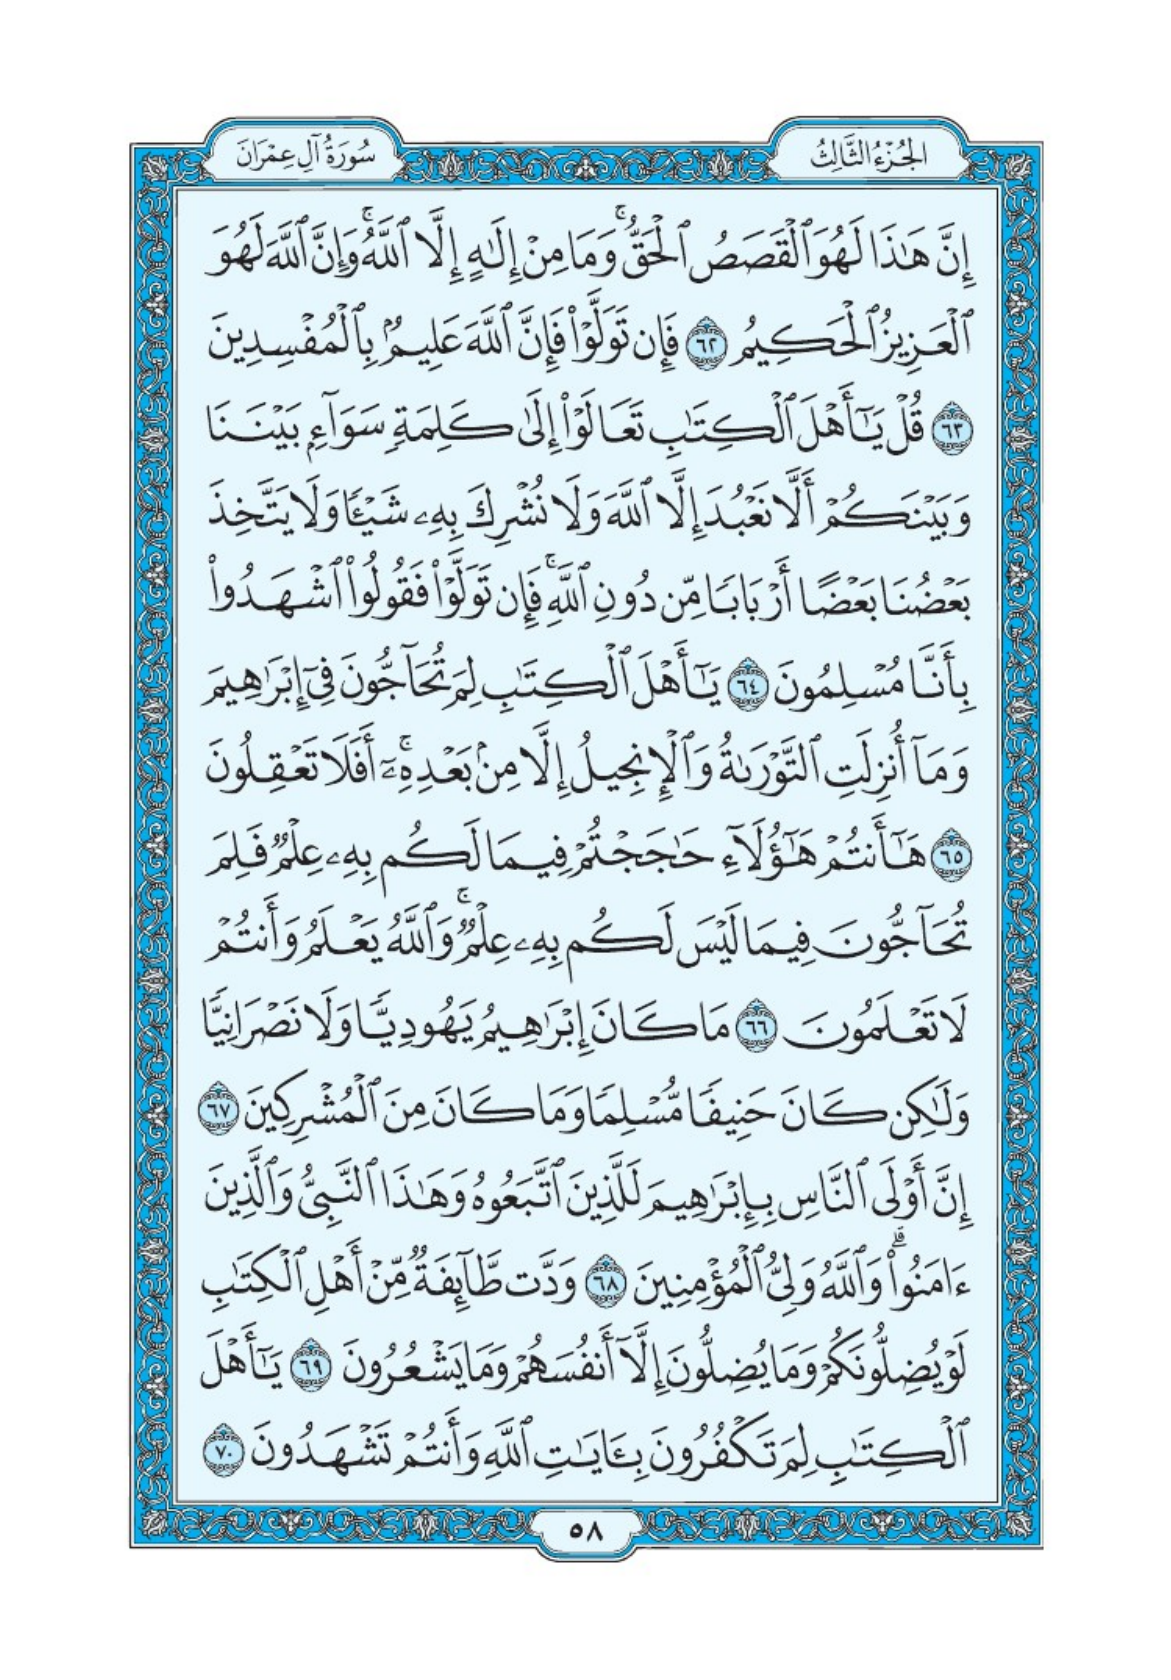 الجُزْءُ الثَّالِثُ
سُورَةُ آلِ عِمْرَانَ
إِنَّ هَٰذَا لَهُوَ ٱلْقَصَصُ ٱلْحَقُّۚ وَمَا مِنْ إِلَٰهٍ إِلَّا ٱللَّهُۚ وَإِنَّ ٱللَّهَ لَهُوَ
ٱلْعَزِيزُ ٱلْحَكِيمُ ٦٢ فَإِن تَوَلَّوْا۟ فَإِنَّ ٱللَّهَ عَلِيمٌۢ بِٱلْمُفْسِدِينَ
٦٣ قُلْ يَٰٓأَهْلَ ٱلْكِتَٰبِ تَعَالَوْا۟ إِلَىٰ كَلِمَةٍ سَوَآءٍۭ بَيْنَنَا
وَبَيْنَكُمْ أَلَّا نَعْبُدَ إِلَّا ٱللَّهَ وَلَا نُشْرِكَ بِهِۦ شَيْـًٔا وَلَا يَتَّخِذَ
بَعْضُنَا بَعْضًا أَرْبَابًا مِّن دُونِ ٱللَّهِۚ فَإِن تَوَلَّوْا۟ فَقُولُوا۟ ٱشْهَدُوا۟
بِأَنَّا مُسْلِمُونَ ٦٤ يَٰٓأَهْلَ ٱلْكِتَٰبِ لِمَ تُحَآجُّونَ فِىٓ إِبْرَٰهِيمَ
وَمَآ أُنزِلَتِ ٱلتَّوْرَىٰةُ وَٱلْإِنجِيلُ إِلَّا مِنۢ بَعْدِهِۦٓۚ أَفَلَا تَعْقِلُونَ
٦٥ هَٰٓأَنتُمْ هَٰٓؤُلَآءِ حَٰجَجْتُمْ فِيمَا لَكُم بِهِۦ عِلْمٌ فَلِمَ
تُحَآجُّونَ فِيمَا لَيْسَ لَكُم بِهِۦ عِلْمٌۚ وَٱللَّهُ يَعْلَمُ وَأَنتُمْ
لَا تَعْلَمُونَ ٦٦ مَا كَانَ إِبْرَٰهِيمُ يَهُودِيًّا وَلَا نَصْرَانِيًّا
وَلَٰكِن كَانَ حَنِيفًا مُّسْلِمًا وَمَا كَانَ مِنَ ٱلْمُشْرِكِينَ ٦٧
إِنَّ أَوْلَى ٱلنَّاسِ بِإِبْرَٰهِيمَ لَلَّذِينَ ٱتَّبَعُوهُ وَهَٰذَا ٱلنَّبِىُّ وَٱلَّذِينَ
ءَامَنُوا۟ۗ وَٱللَّهُ وَلِىُّ ٱلْمُؤْمِنِينَ ٦٨ وَدَّت طَّآئِفَةٌ مِّنْ أَهْلِ ٱلْكِتَٰبِ
لَوْ يُضِلُّونَكُمْ وَمَا يُضِلُّونَ إِلَّآ أَنفُسَهُمْ وَمَا يَشْعُرُونَ ٦٩ يَٰٓأَهْلَ
ٱلْكِتَٰبِ لِمَ تَكْفُرُونَ بِـَٔايَٰتِ ٱللَّهِ وَأَنتُمْ تَشْهَدُونَ ٧٠
٥٨